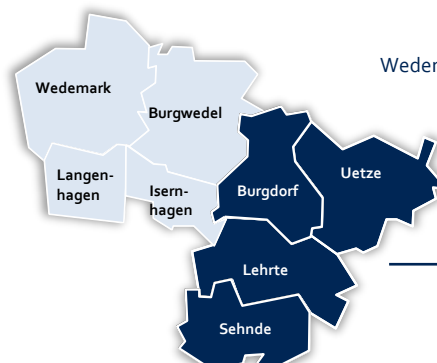 Wedemark
Burgwedel
Langen-
hagen
Isern-
hagen
Burgdorf
Uetze
Lehrte
Sehnde